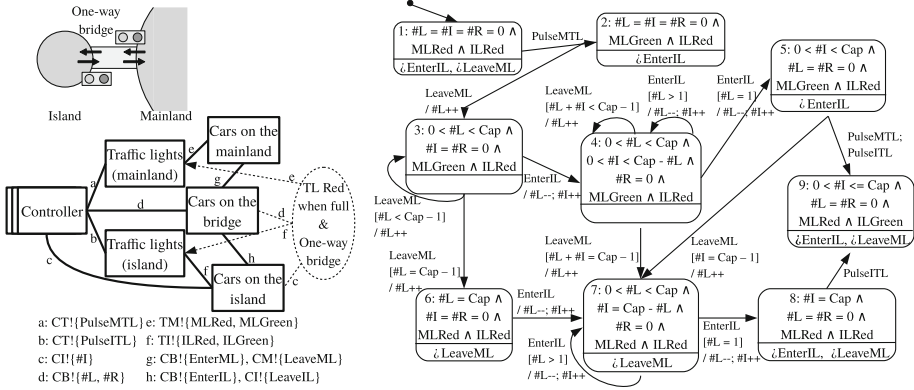 One-way
bridge
Island
Mainland
Cars on the
mainland
Traffic lights
(mainland)
Controller
Cars on the
bridge
Traffic lights
(island)
Cars on the
island
TL Red
when full
&
One-way
bridge
a
b
c
d
e
g
e
d
f
f
h
c
a: CT!{PulseMTL} e: TM!{MLRed, MLGreen}
b: CT!{PulseITL} f: TI!{ILRed, ILGreen}
c: CI!{#I} g: CB!{EnterML}, CM!{LeaveML}
d: CB!{#L, #R} h: CB!{EnterIL}, CI!{LeaveIL}
1: #L = #I = #R = 0 ∧
MLRed ∧ ILRed
¿EnterIL, ¿LeaveML
PulseMTL
2: #L = #I = #R = 0 ∧
MLGreen ∧ ILRed
¿EnterIL
LeaveML
/ #L++
3: 0 < #L < Cap ∧
#I = #R = 0 ∧
MLGreen ∧ ILRed
LeaveML
[#L < Cap – 1]
/ #L++
EnterIL
/ #L--; #I++
LeaveML
[#L + #I < Cap – 1]
/ #L++
EnterIL
[#L > 1]
/ #L--; #I++
4: 0 < #L < Cap ∧
0 < #I < Cap - #L ∧
#R = 0 ∧
MLGreen ∧ ILRed
EnterIL
[#L = 1]
/ #L--; #I++
5: 0 < #I < Cap ∧
#L = #R = 0 ∧
MLGreen ∧ ILRed
¿EnterIL
PulseMTL;
PulseITL
9: 0 < #I <= Cap ∧
#L = #R = 0 ∧
MLRed ∧ ILGreen
¿EnterIL, ¿LeaveML
LeaveML
[#L = Cap – 1]
/ #L++
LeaveML
[#L + #I = Cap – 1]
/ #L++
LeaveML
[#I = Cap – 1]
/ #L++
PulseITL
6: #L = Cap ∧
#I = #R = 0 ∧
MLRed ∧ ILRed
¿LeaveML
EnterIL
/ #L--; #I++
EnterIL
[#L > 1]
/ #L--; #I++
7: 0 < #L < Cap ∧
#I = Cap - #L ∧
#R = 0 ∧
MLRed ∧ ILRed
¿LeaveML
EnterIL
[#L = 1]
/ #L--; #I++
8: #I = Cap ∧
#L = #R = 0 ∧
MLRed ∧ ILRed
¿EnterIL, ¿LeaveML